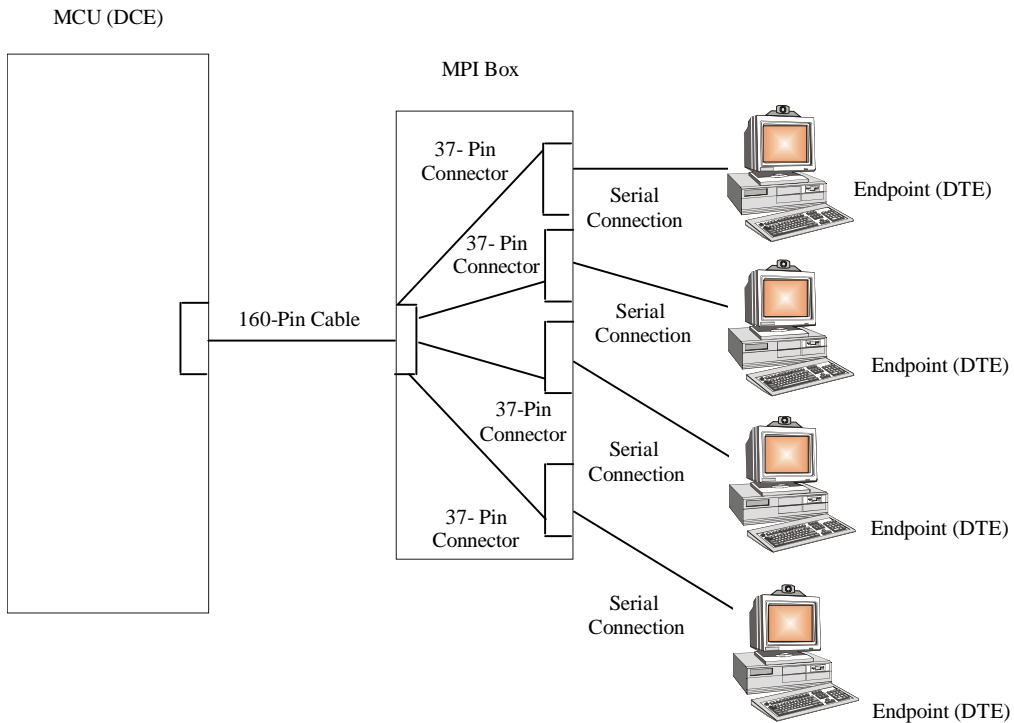 MCU (DCE)
MPI Box
37- Pin
Connector
Serial
Connection
Endpoint (DTE)
37- Pin
Connector
160-Pin Cable
Serial
Connection
Endpoint (DTE)
37-Pin
Connector
Serial
Connection
Endpoint (DTE)
37- Pin
Connector
Serial
Connection
Endpoint (DTE)